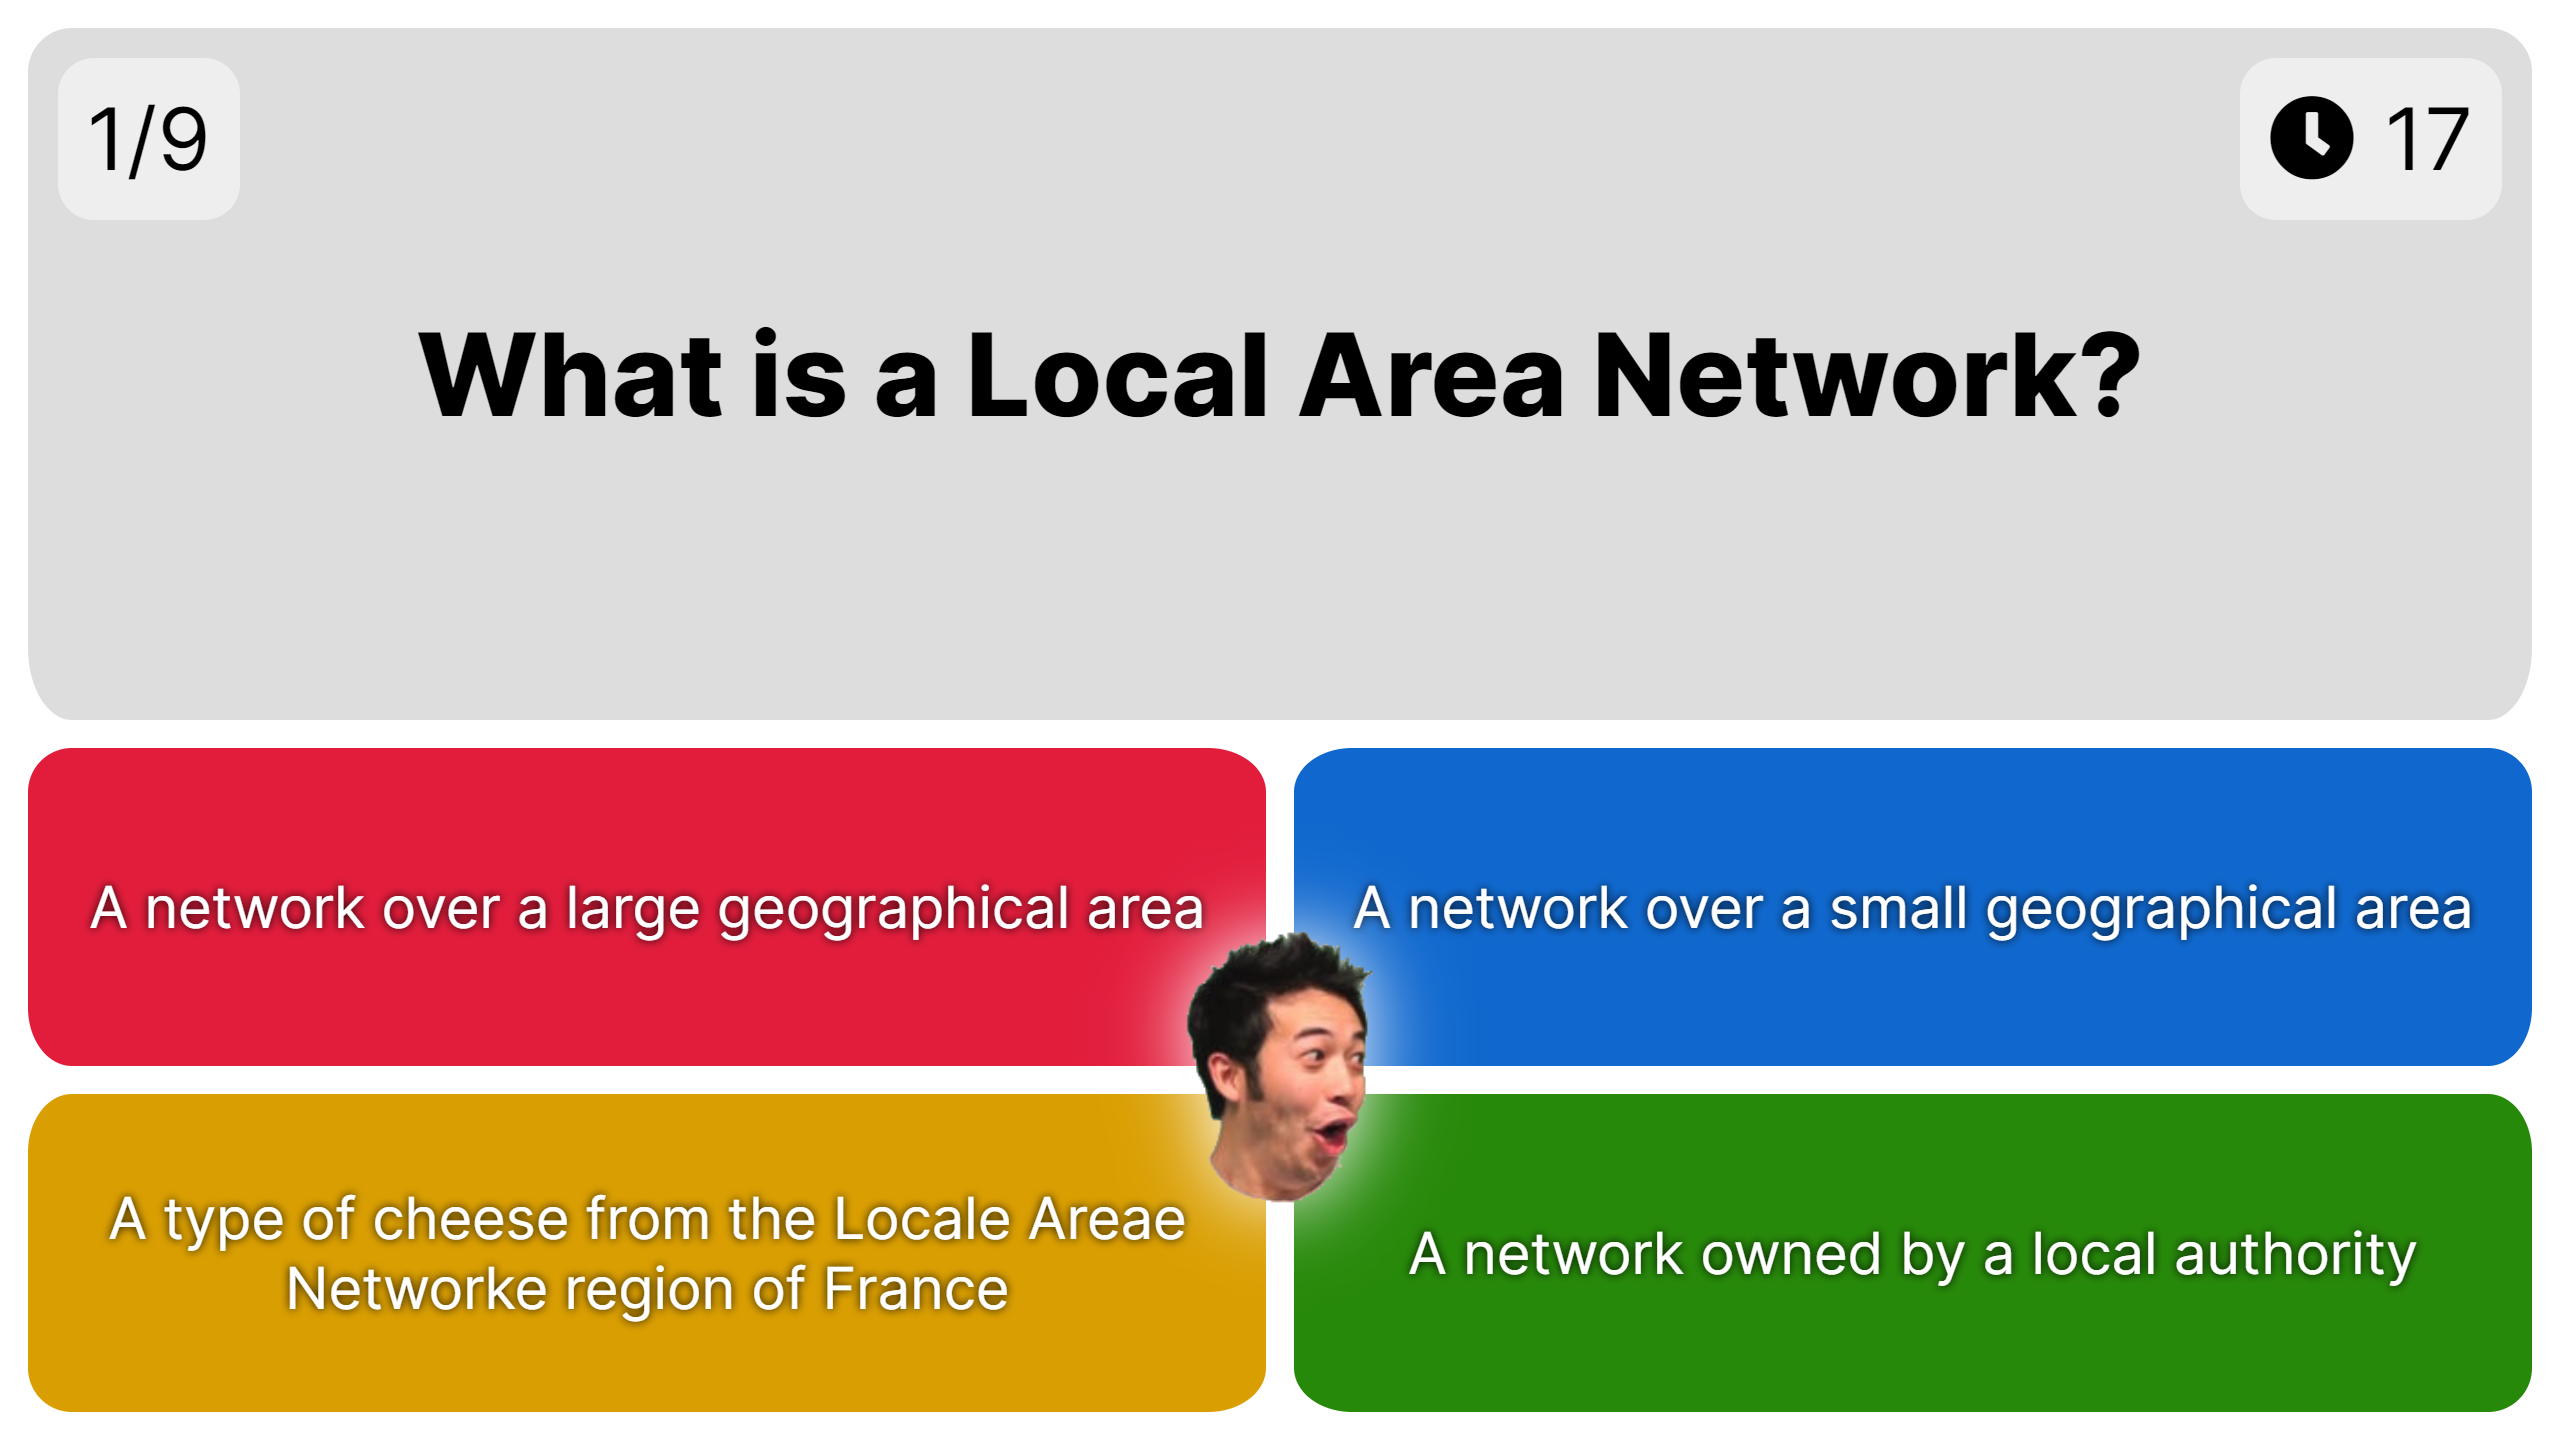 1/9
17
What is a Local Area Network?
A network over a large geographical area
A network over a small geographical area
A type of cheese from the Locale Areae
Networke region of France
A network owned by a local authority